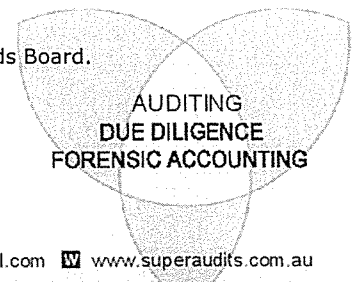 ds Board.
AUDITING
DUE DILIGENCE
FORENSIC ACCOUNTING
l.com W www.superaudits.com.au